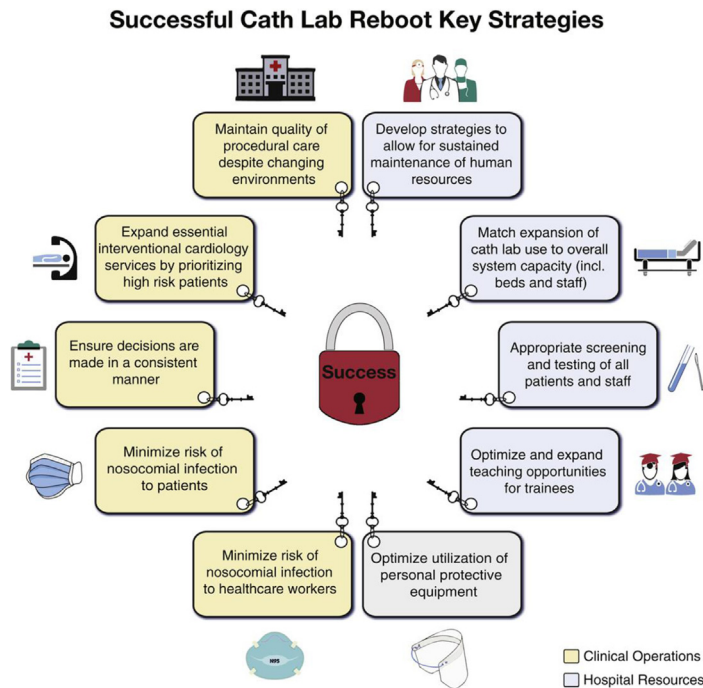 Successful Cath Lab Reboot Key Strategies
Maintain quality of
procedural care
despite changing
environments
Develop strategies to
allow for sustained
maintenance of human
resources
Expand essential
interventional cardiology
services by prioritizing
high risk patients
Match expansion of
cath lab use to overall
system capacity (incl.
beds and staff)
Ensure decisions are
made in a consistent
manner
Success
Appropriate screening
and testing of all
patients and staff
Minimize risk of
nosocomial infection
to patients
Optimize and expand
teaching opportunities
for trainees
Minimize risk of
nosocomial infection
to healthcare workers
Optimize utilization of
personal protective
equipment
N95
Clinical Operations
Hospital Resources